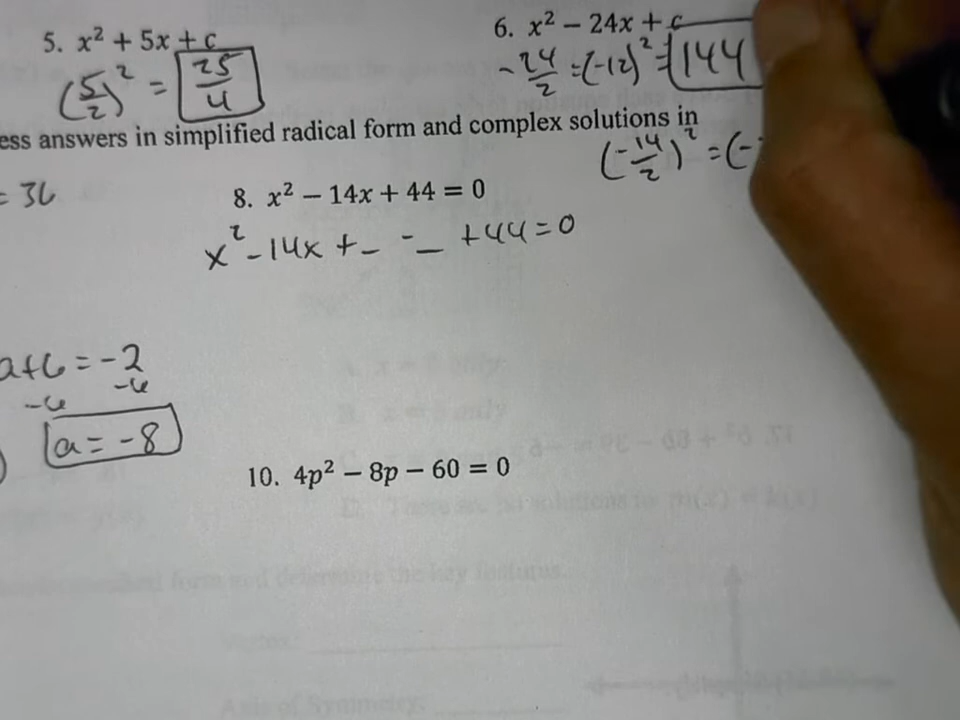 5. x² + 5x + c
(5/2)² = 25/4
6. x² − 24x + c
-24/2 = (-12)² = 144
ess answers in simplified radical form and complex solutions in
(-14/2)² = (-
= 36
8. x² − 14x + 44 = 0
x² - 14x + _ - _ + 44 = 0
a+6 = -2
-6 -6
a = -8
)
10. 4p² − 8p − 60 = 0